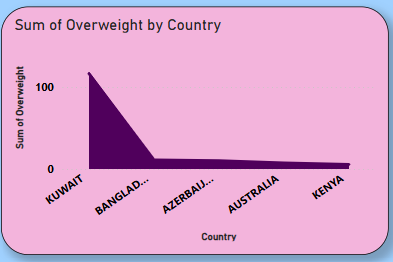 Sum of Overweight by Country
Sum of Overweight
100
0
KUWAIT
BANGLAD...
AZERBAIJ...
AUSTRALIA
KENYA
Country